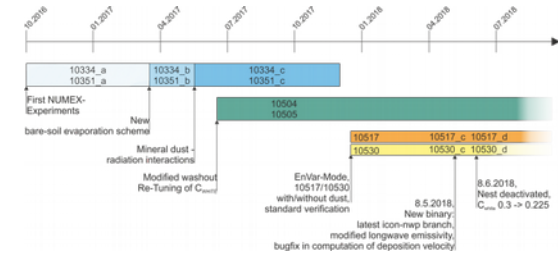 10.2016
01.2017
04.2017
07.2017
10.2017
01.2018
04.2018
07.2018
10334_a
10351_a
10334_b
10351_b
10334_c
10351_c
First NUMEX-
Experiments
New
bare-soil evaporation scheme
10504
10505
Mineral dust -
radiation interactions
10517
10517_c
10517_d
10530
10530_c
10530_d
Modified washout
Re-Tuning of
EnVar-Mode,
10517/10530
with/without dust,
standard verification
8.5.2018,
New binary:
latest icon-nwp branch,
modified longwave emissivity,
bugfix in computation of deposition velocity
8.6.2018,
Nest deactivated,
0.3 -> 0.225